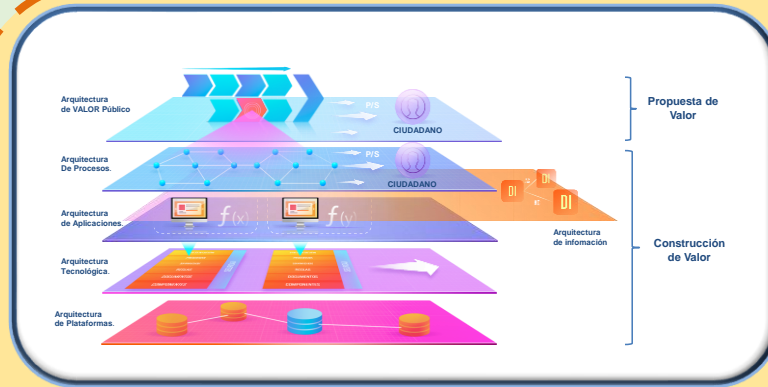 Arquitectura
de VALOR Público
P/S
CIUDADANO
Propuesta de
Valor
Arquitectura
De Procesos.
P/S
CIUDADANO
DI
DI
DI
Arquitectura
de Aplicaciones.
f(x)
f(y)
Arquitectura
de infomación
Construcción
de Valor
Arquitectura
Tecnológica.
Arquitectura
de Plataformas.